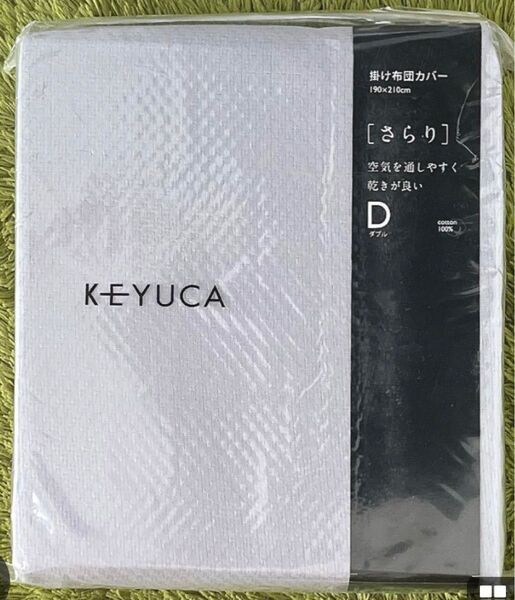 掛け布団カバー
190×210cm
[さらり]
空気を通しやすく
乾きが良い
D
ダブル
cotton
100%
KEYUCA